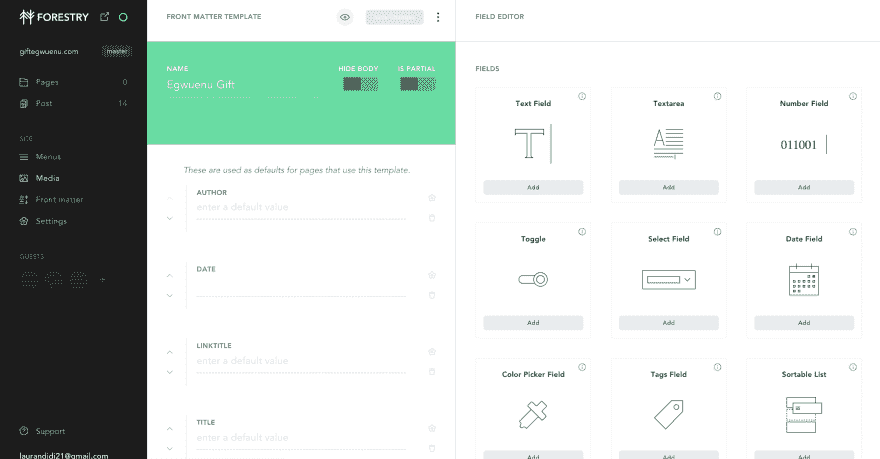 FORESTRY
giftegwuenu.com
master
Pages 0
Post 14
SITE
Menus
Media
Front matter
Settings
GUESTS
+
Support
laurandidi21@gmail.com
FRONT MATTER TEMPLATE
NAME
HIDE BODY
IS PARTIAL
Egwuenu Gift
These are used as defaults for pages that use this template.
AUTHOR
enter a default value
DATE
LINKTITLE
enter a default value
TITLE
enter a default value
FIELD EDITOR
FIELDS
Text Field
Textarea
Number Field
T
A
011001
Add
Add
Add
Toggle
Select Field
Date Field
Add
Add
Add
Color Picker Field
Tags Field
Sortable List
Add
Add
Add